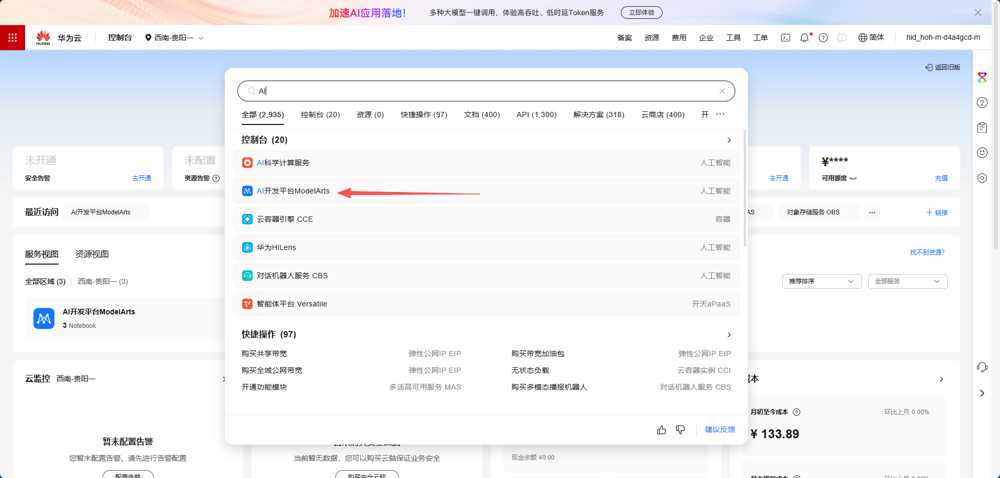 加速AI应用落地！ 多种大模型一键调用，体验高吞吐、低时延Token服务 立即体验
HUAWEI 华为云 控制台 西南-贵阳一 备案 资源 费用 企业 工具 工单 简体 hid_hoh-m-d4a4gcd-m
返回旧版
AI
全部 (2,935) 控制台 (20) 资源 (0) 快捷操作 (97) 文档 (400) API (1,300) 解决方案 (318) 云商店 (400) 开 ···
控制台 (20)
AI科学计算服务 人工智能
AI开发平台ModelArts 人工智能
云容器引擎 CCE 容器
华为HiLens 人工智能
对话机器人服务 CBS 人工智能
智能体平台 Versatile 开天aPaaS
快捷操作 (97)
购买共享带宽 弹性公网IP EIP 购买带宽加油包 弹性公网IP EIP
购买全域公网带宽 弹性公网IP EIP 无状态负载 云容器实例 CCI
开通功能模块 多活高可用服务 MAS 购买多模态播报机器人 对话机器人服务 CBS
建议反馈
未开通 未配置
安全告警 去开通 资源告警 去开通
¥****
可用额度 充值
最近访问 AI开发平台ModelArts AS 对象存储服务 OBS ··· 链接
服务视图 资源视图 找不到资源?
全部区域 (3) 西南-贵阳一 (3) 推荐排序 全部服务
AI开发平台ModelArts
3 Notebook
云监控 西南-贵阳一 成本
月初至今成本 环比上月 0.00%
¥ 133.89
暂未配置告警
您暂未配置告警，请先进行告警配置 当前暂无数据，您可以购买云脑保证业务安全 现金余额 ¥0.00
配置告警 购买安全云脑 月末预测成本 环比上月 0.00%